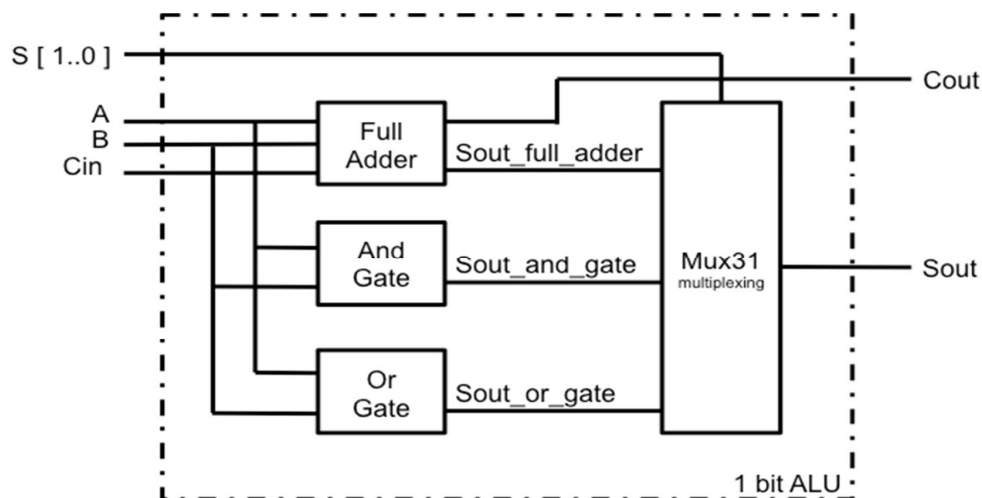 S [ 1..0 ]
A
B
Cin
Full
Adder
And
Gate
Or
Gate
Sout_full_adder
Sout_and_gate
Sout_or_gate
Mux31
multiplexing
Cout
Sout
1 bit ALU